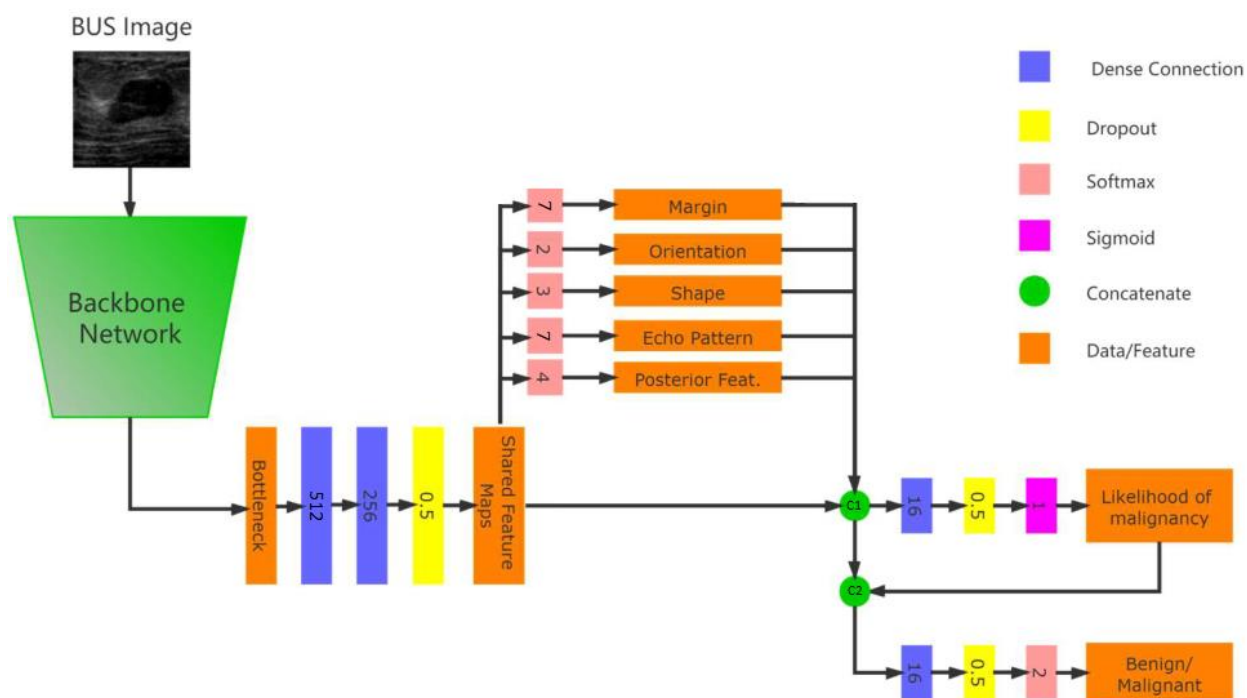 BUS Image
Backbone
Network
Bottleneck
512
256
0.5
Shared Feature
Maps
7
Margin
2
Orientation
3
Shape
7
Echo Pattern
4
Posterior Feat.
C1
16
0.5
1
Likelihood of
malignancy
C2
16
0.5
2
Benign/
Malignant
Dense Connection
Dropout
Softmax
Sigmoid
Concatenate
Data/Feature